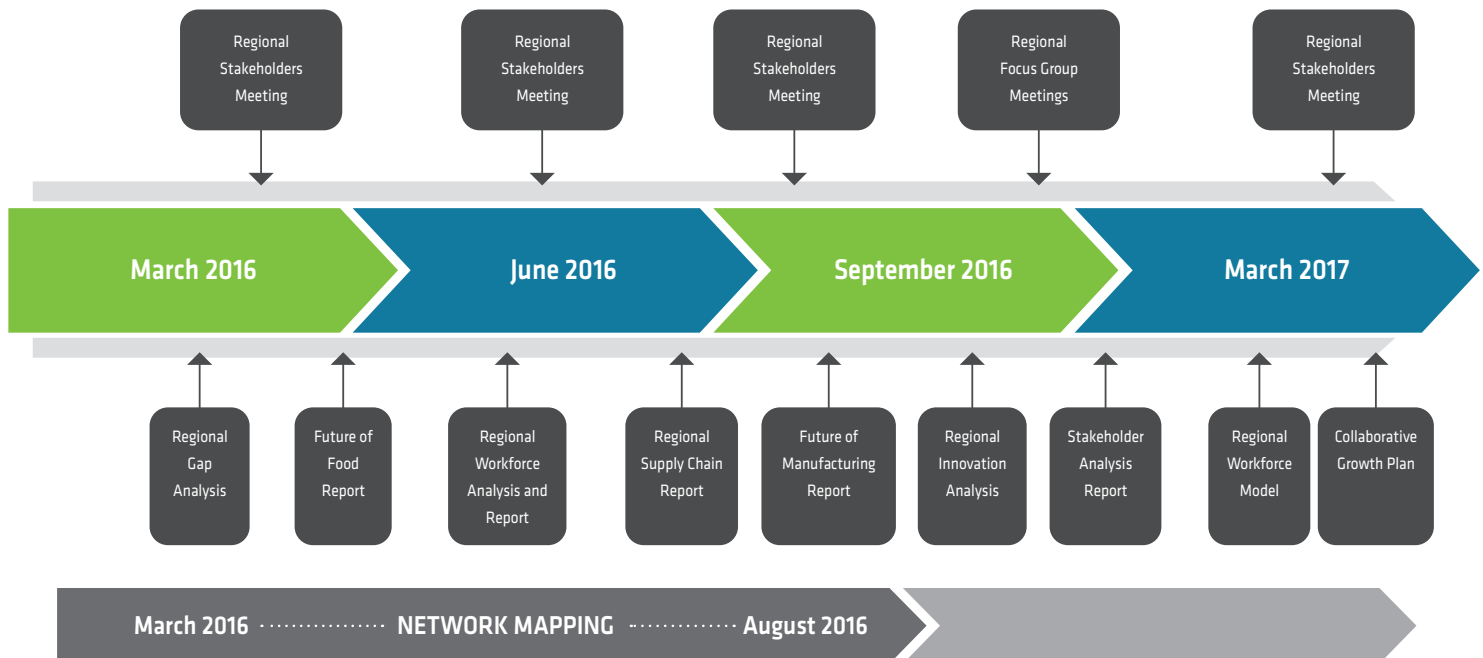 Regional
Stakeholders
Meeting
Regional
Stakeholders
Meeting
Regional
Stakeholders
Meeting
Regional
Focus Group
Meetings
Regional
Stakeholders
Meeting
March 2016
June 2016
September 2016
March 2017
Regional
Gap
Analysis
Future of
Food
Report
Regional
Workforce
Analysis and
Report
Regional
Supply Chain
Report
Future of
Manufacturing
Report
Regional
Innovation
Analysis
Stakeholder
Analysis
Report
Regional
Workforce
Model
Collaborative
Growth Plan
March 2016 ·············· NETWORK MAPPING ·············· August 2016